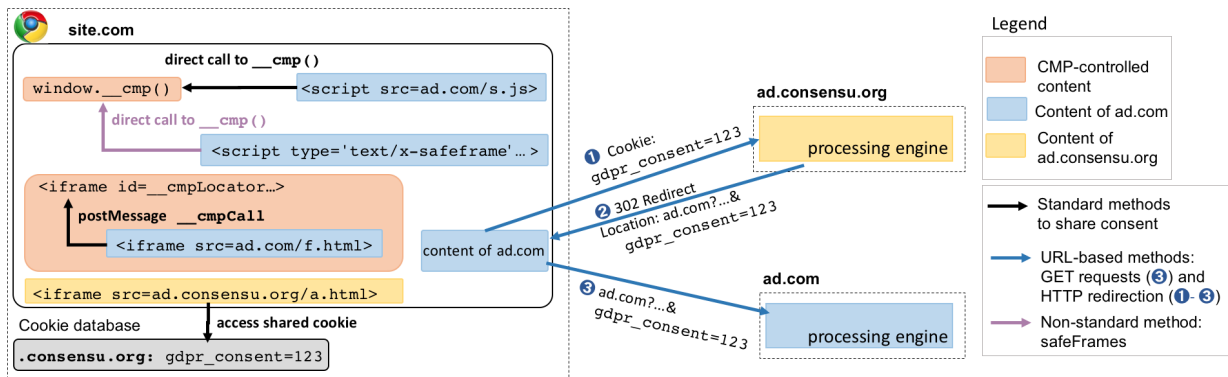 site.com
direct call to __cmp()
window.__cmp()
<script src=ad.com/s.js>
direct call to __cmp()
<script type='text/x-safeframe'… >
<iframe id=__cmpLocator…>
postMessage __cmpCall
<iframe src=ad.com/f.html>
content of ad.com
<iframe src=ad.consensu.org/a.html>
access shared cookie
Cookie database
.consensu.org: gdpr_consent=123
ad.consensu.org
processing engine
1 Cookie:
gdpr_consent=123
2 302 Redirect
Location: ad.com?...&
gdpr_consent=123
ad.com
processing engine
3 ad.com?...&
gdpr_consent=123
Legend
CMP-controlled
content
Content of ad.com
Content of
ad.consensu.org
Standard methods
to share consent
URL-based methods:
GET requests (3) and
HTTP redirection (1- 3)
Non-standard method:
safeFrames